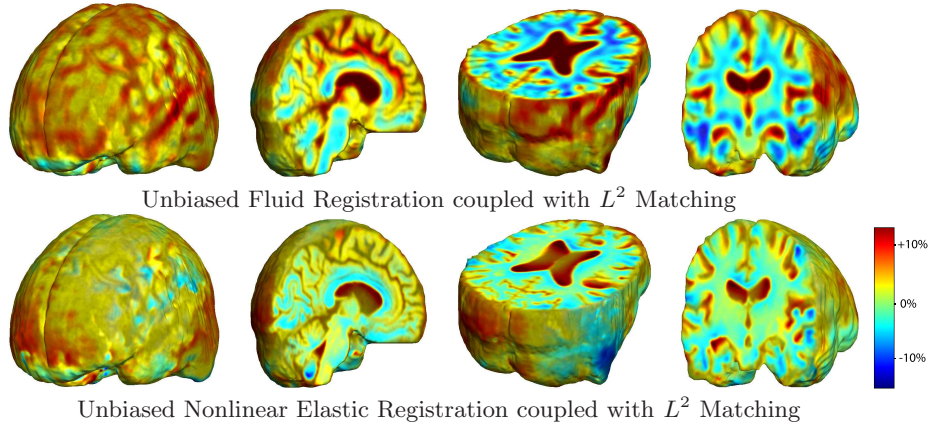 Unbiased Fluid Registration coupled with L² Matching
+10%
0%
-10%
Unbiased Nonlinear Elastic Registration coupled with L² Matching